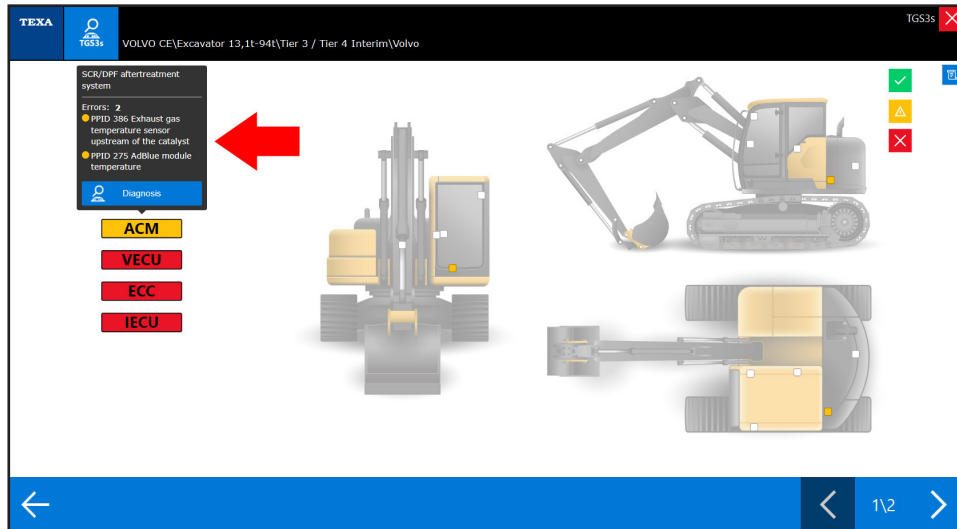 TEXA
TGS3s
VOLVO CE\Excavator 13,1t-94t\Tier 3 / Tier 4 Interim\Volvo
TGS3s
SCR/DPF aftertreatment
system
Errors: 2
PPID 386 Exhaust gas
temperature sensor
upstream of the catalyst
PPID 275 AdBlue module
temperature
Diagnosis
ACM
VECU
ECC
IECU
1\2